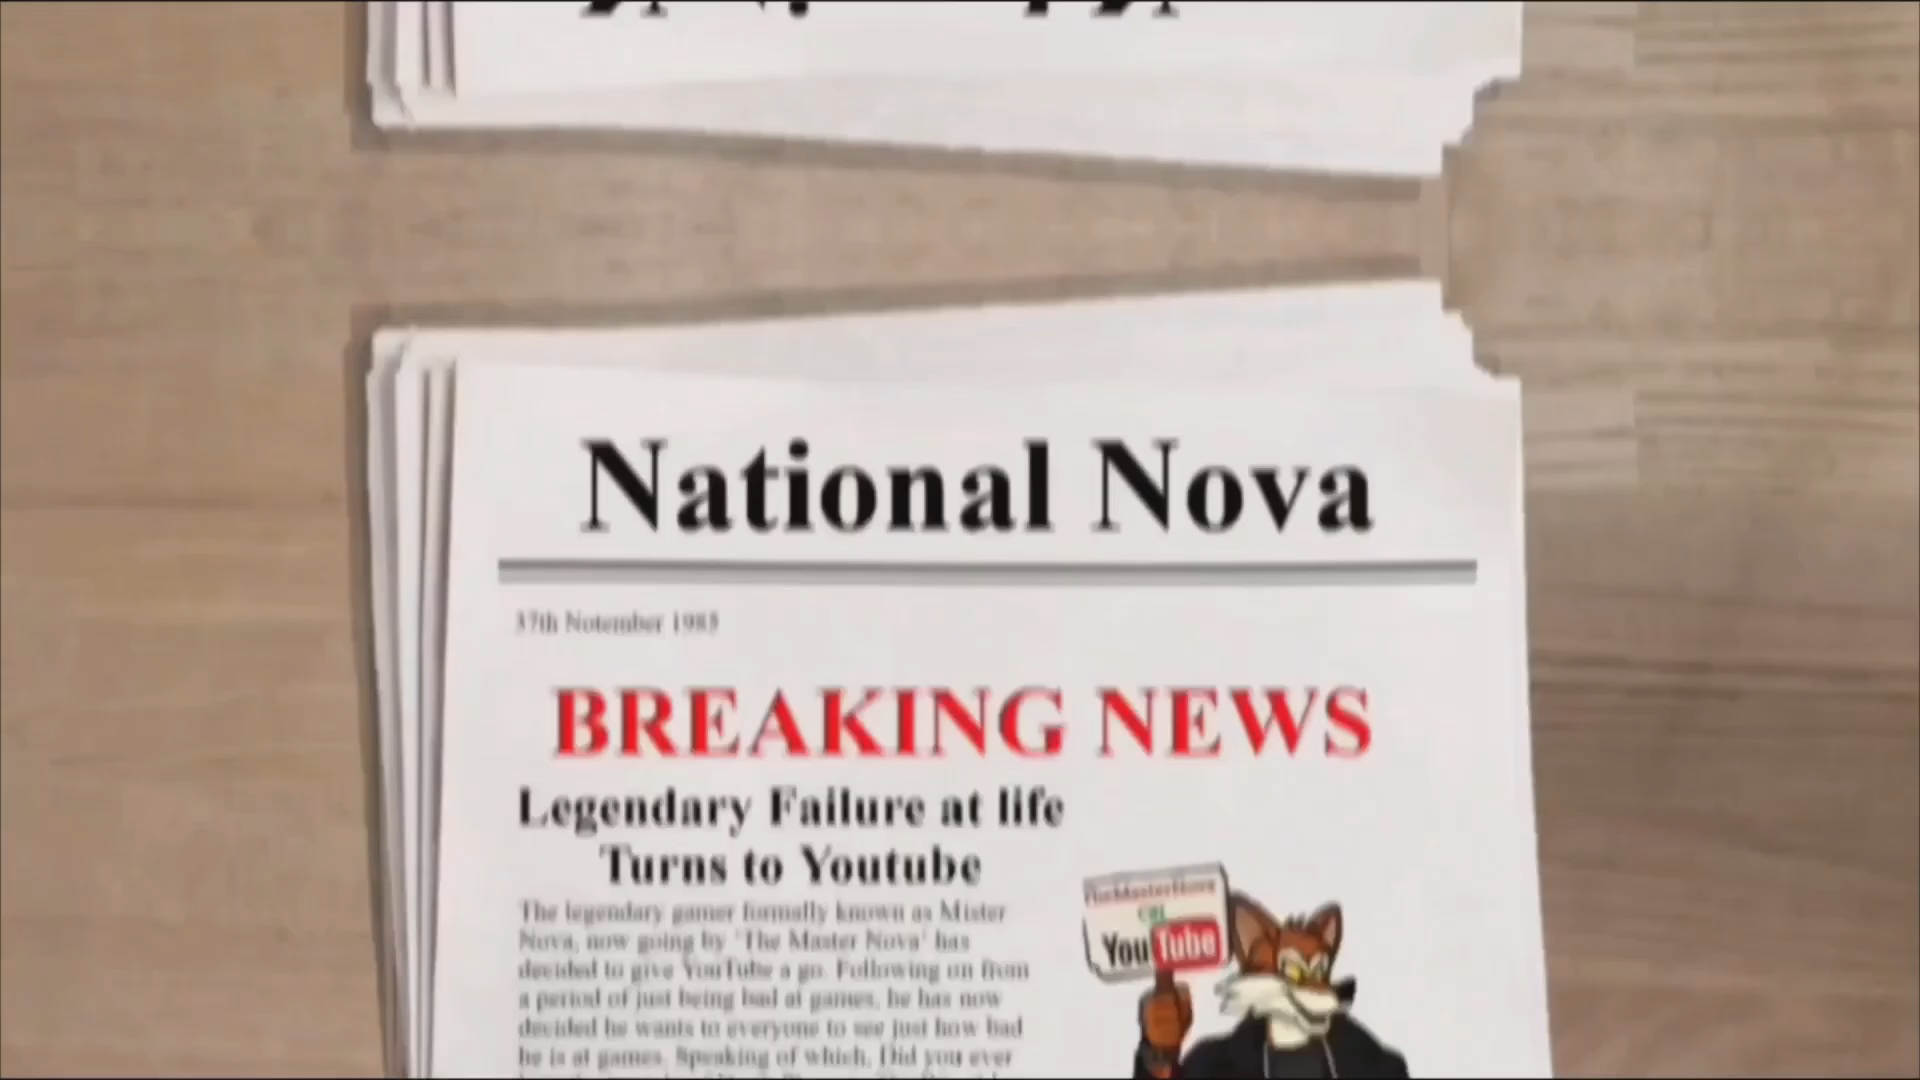 National Nova
37th Notember 1985
BREAKING NEWS
Legendary Failure at life
Turns to Youtube
The legendary gamer formally known as Mister
Nova, now going by 'The Master Nova' has
decided to give YouTube a go. Following on from
a period of just being bad at games, he has now
decided he wants to everyone to see just how bad
he is at games. Speaking of which, Did you ever
TheMasterNova
on
YouTube